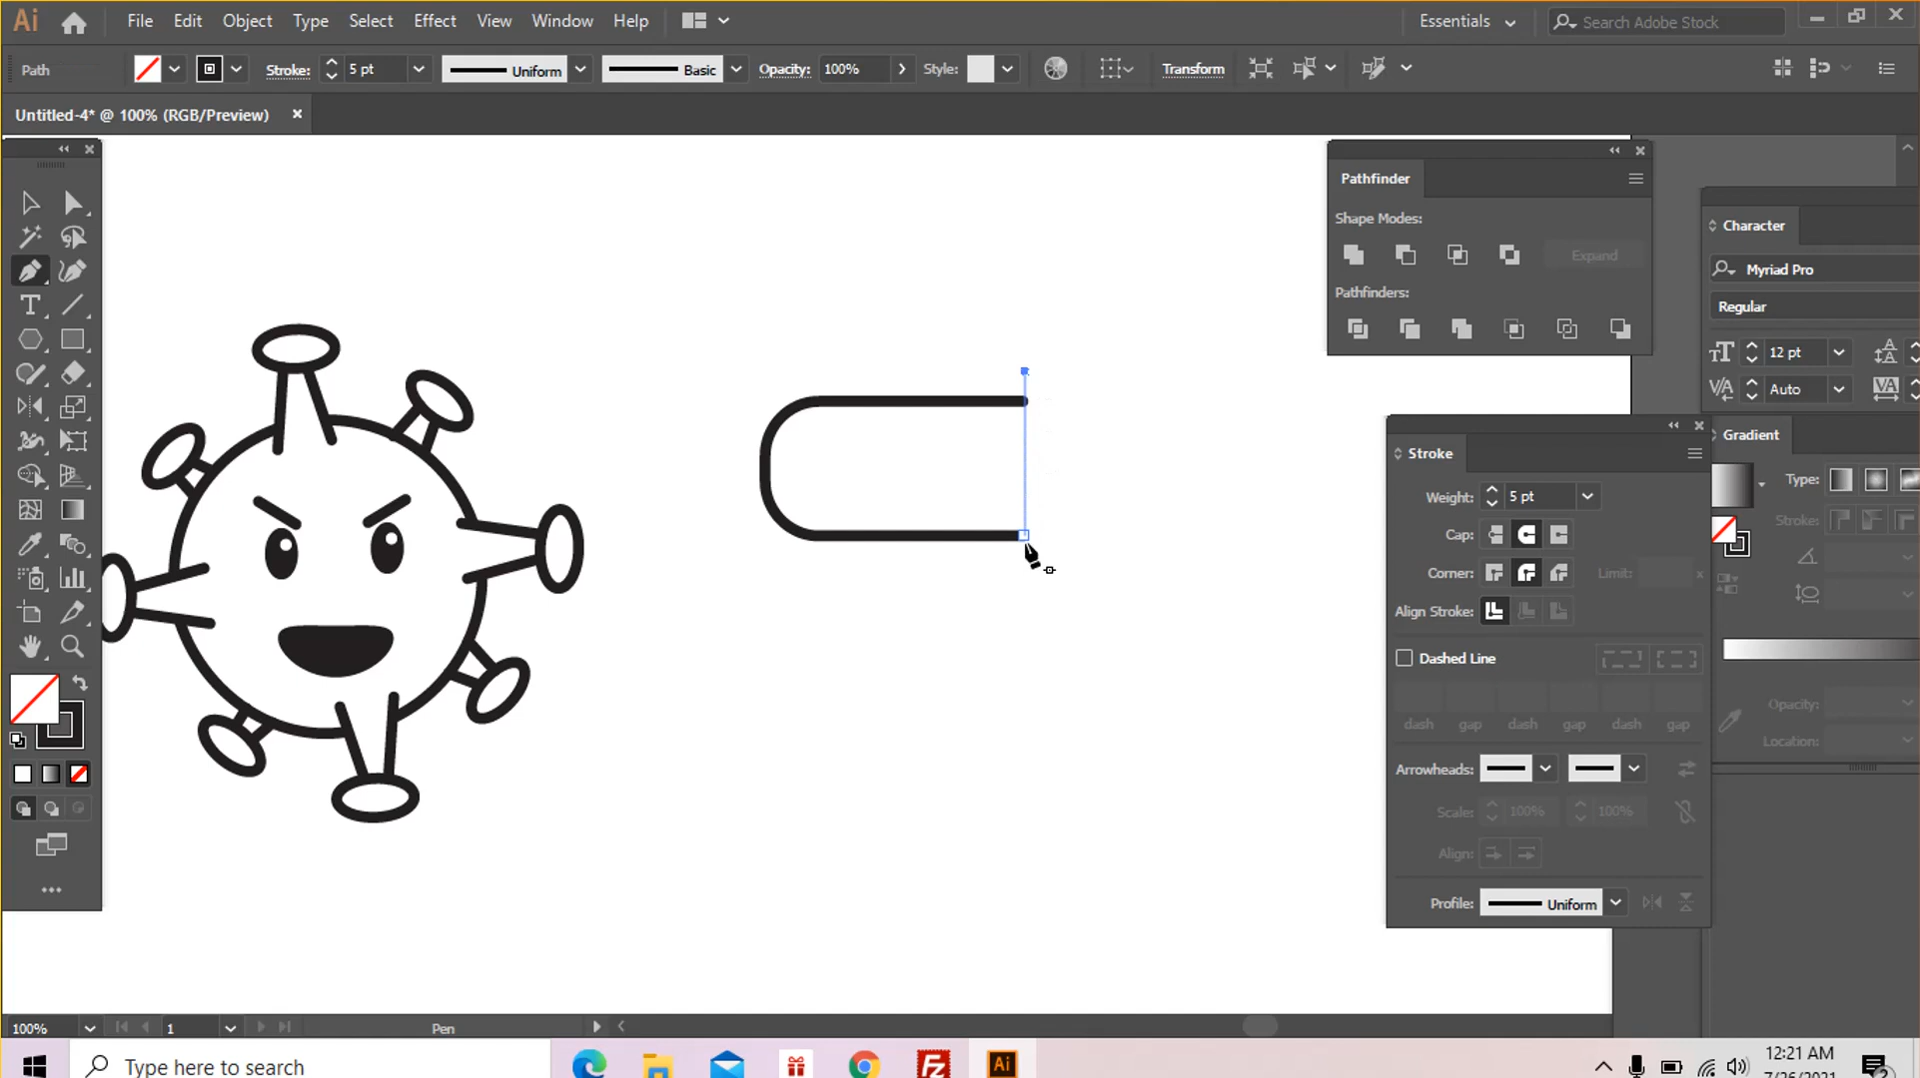 Ai File Edit Object Type Select Effect View Window Help Essentials Search Adobe Stock
Path Stroke: 5 pt Uniform Basic Opacity: 100% Style: Transform
Untitled-4* @ 100% (RGB/Preview)
Pathfinder
Shape Modes:
Expand
Pathfinders:
Character
Myriad Pro
Regular
12 pt
Auto
Stroke
Weight: 5 pt
Cap:
Corner: Limit: x
Align Stroke:
Dashed Line
dash gap dash gap dash gap
Arrowheads:
Scale: 100% 100%
Align:
Profile: Uniform
Gradient
Type:
Stroke:
Opacity:
Location:
100% 1 Pen
Type here to search
Ai
12:21 AM
7/26/2021